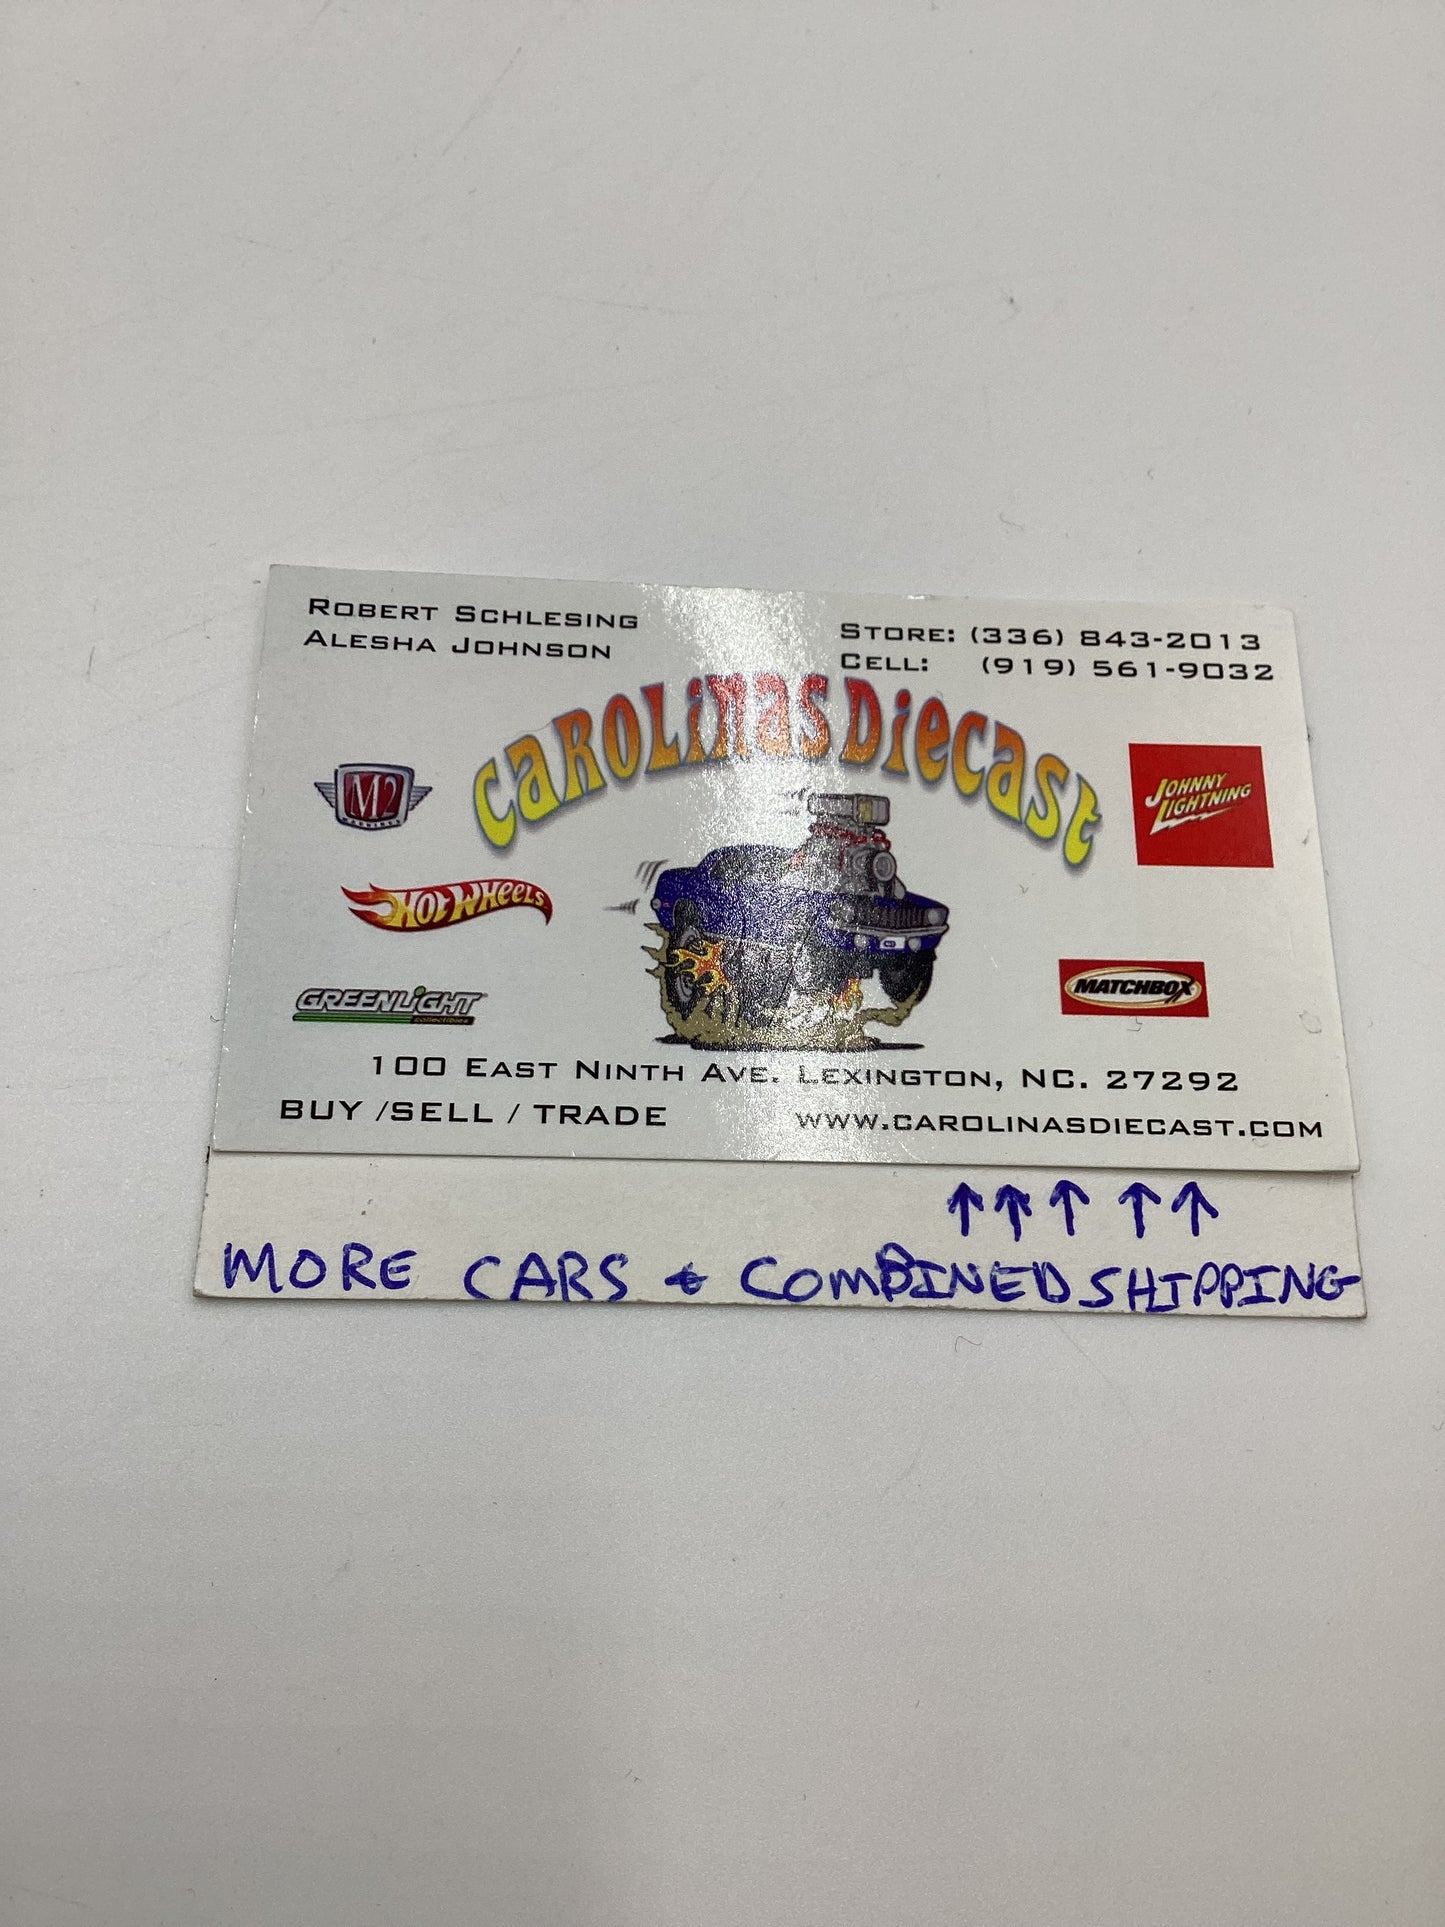 ROBERT SCHLESING
ALESHA JOHNSON
STORE: (336) 843-2013
CELL: (919) 561-9032
CAROLINAS DIECAST
M2
MACHINES
JOHNNY
LIGHTNING
HOT WHEELS
GREENLIGHT
collectibles
MATCHBOX
100 EAST NINTH AVE. LEXINGTON, NC. 27292
BUY /SELL / TRADE
WWW.CAROLINASDIECAST.COM
↑ ↑ ↑ ↑ ↑
MORE CARS & COMBINED SHIPPING